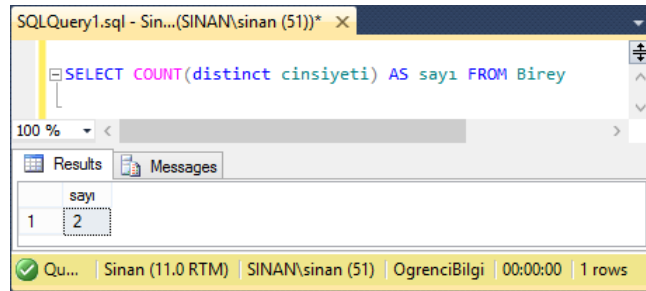 SQLQuery1.sql - Sin...(SINAN\sinan (51))*
SELECT COUNT(distinct cinsiyeti) AS sayı FROM Birey
100 %
Results Messages
sayı
1 2
Qu... Sinan (11.0 RTM) SINAN\sinan (51) OgrenciBilgi 00:00:00 1 rows